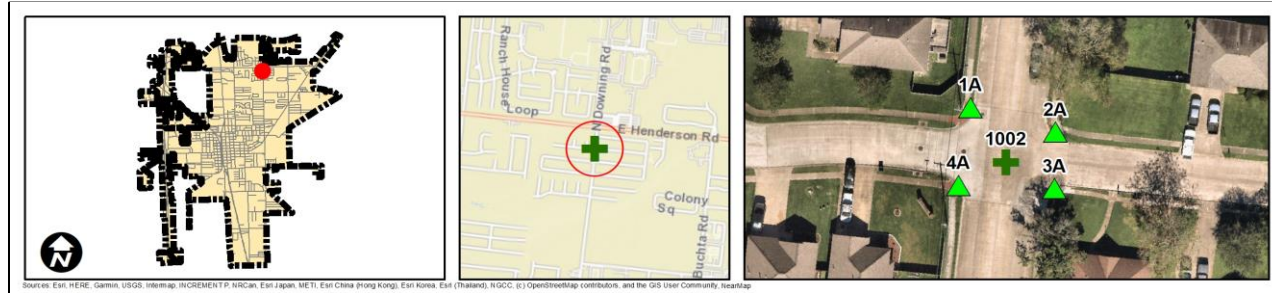 N
Ranch House
Loop
N Downing Rd
E Henderson Rd
Colony
Sq
Buchta Rd
1A
2A
1002
3A
4A
Sources: Esri, HERE, Garmin, USGS, Intermap, INCREMENT P, NRCan, Esri Japan, METI, Esri China (Hong Kong), Esri Korea, Esri (Thailand), NGCC, (c) OpenStreetMap contributors, and the GIS User Community, NearMap